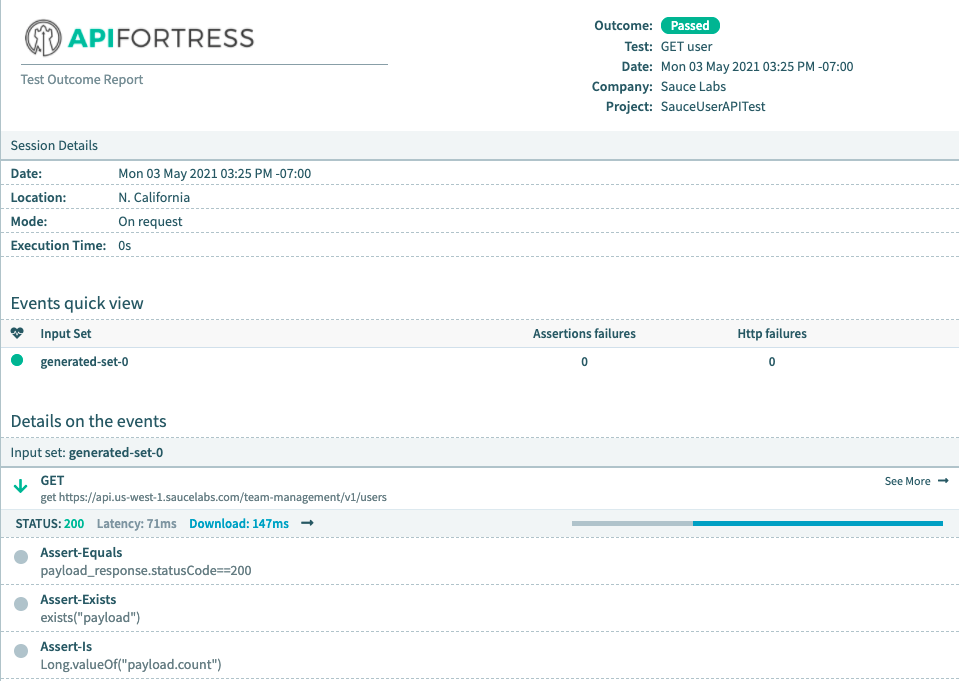 APIFORTRESS
Test Outcome Report
Outcome: Passed
Test: GET user
Date: Mon 03 May 2021 03:25 PM -07:00
Company: Sauce Labs
Project: SauceUserAPITest
Session Details
Date: Mon 03 May 2021 03:25 PM -07:00
Location: N. California
Mode: On request
Execution Time: 0s
Events quick view
Input Set Assertions failures Http failures
generated-set-0 0 0
Details on the events
Input set: generated-set-0
GET See More
get https://api.us-west-1.saucelabs.com/team-management/v1/users
STATUS: 200 Latency: 71ms Download: 147ms
Assert-Equals
payload_response.statusCode==200
Assert-Exists
exists("payload")
Assert-Is
Long.valueOf("payload.count")